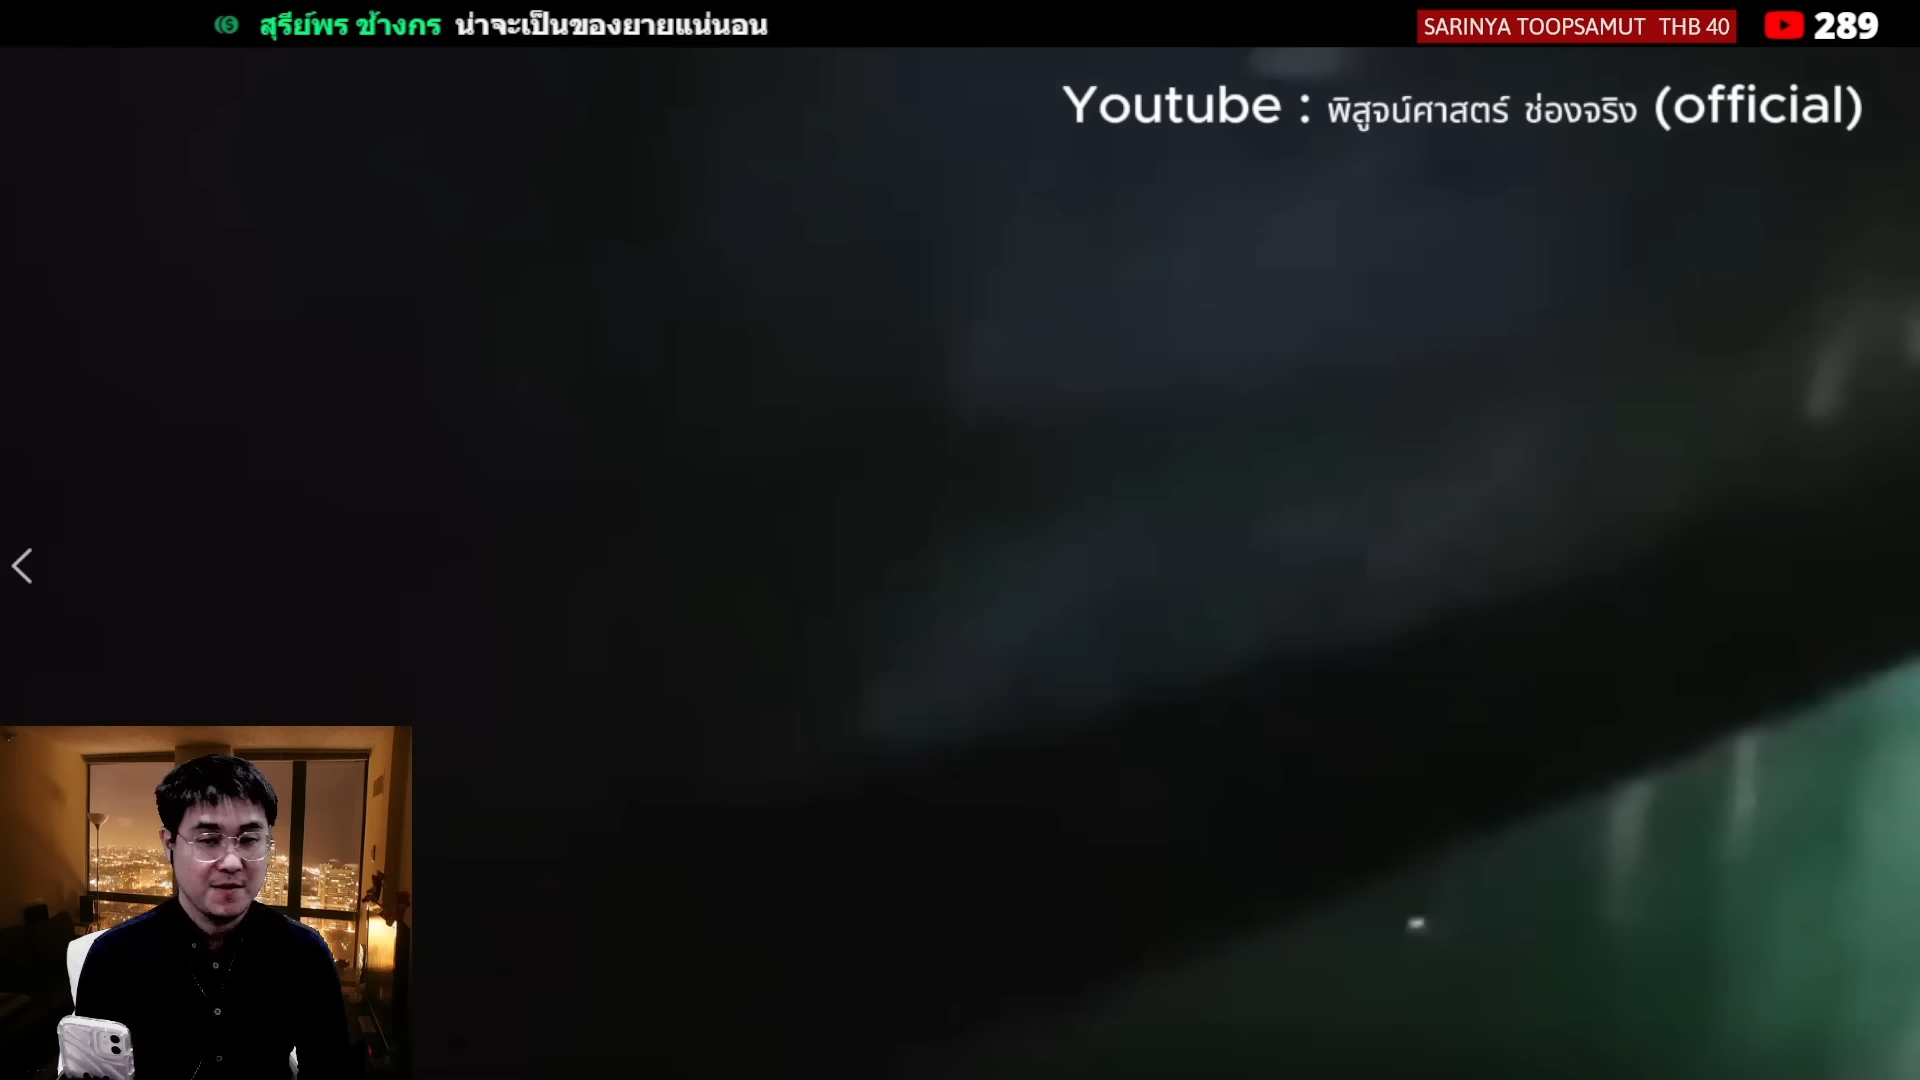 สุรีย์พร ช้างกร น่าจะเป็นของยายแน่นอน
SARINYA TOOPSAMUT THB 40
289
Youtube : พิสูจน์ศาสตร์ ช่องจริง (official)